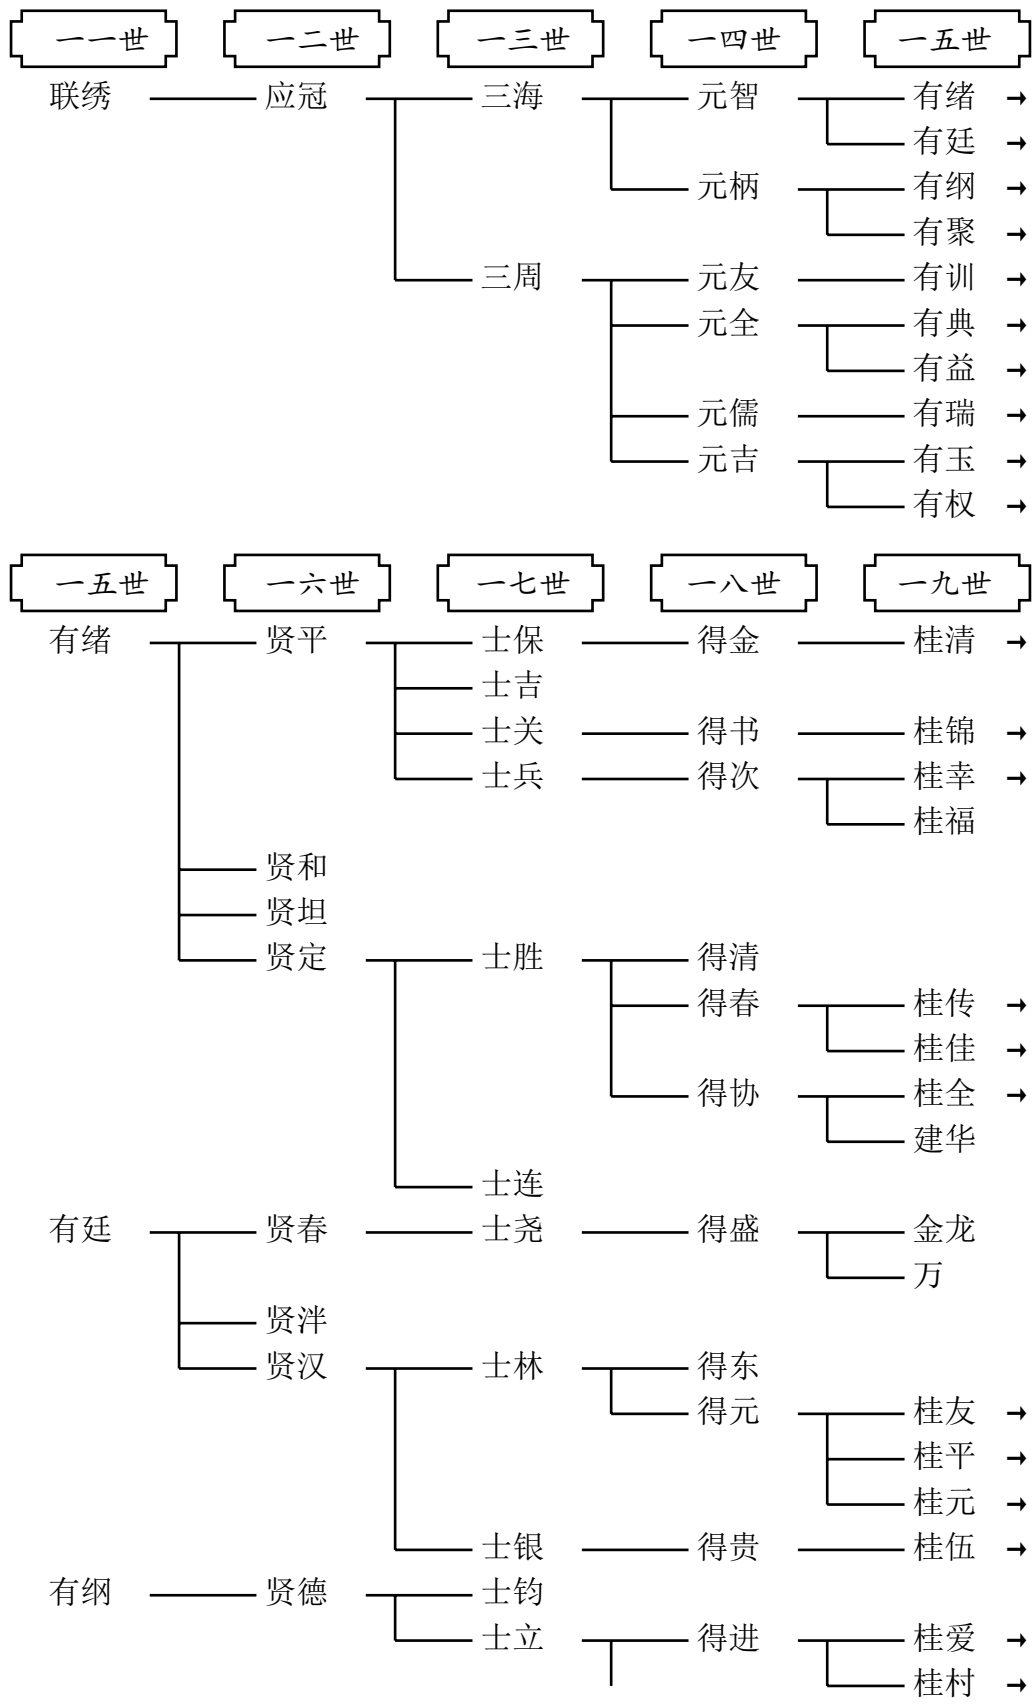 一一世 一二世 一三世 一四世 一五世
联绣 应冠 三海 元智 有绪 →
有廷 →
元柄 有纲 →
有聚 →
三周 元友 有训 →
元全 有典 →
有益 →
元儒 有瑞 →
元吉 有玉 →
有权 →
一五世 一六世 一七世 一八世 一九世
有绪 贤平 士保 得金 桂清 →
士吉
士关 得书 桂锦 →
士兵 得次 桂幸 →
桂福
贤和
贤坦
贤定 士胜 得清
得春 桂传 →
桂佳 →
得协 桂全 →
建华
士连
有廷 贤春 士尧 得盛 金龙
万
贤泮
贤汉 士林 得东
得元 桂友 →
桂平 →
桂元 →
士银 得贵 桂伍 →
有纲 贤德 士钧
士立 得进 桂爱 →
桂村 →